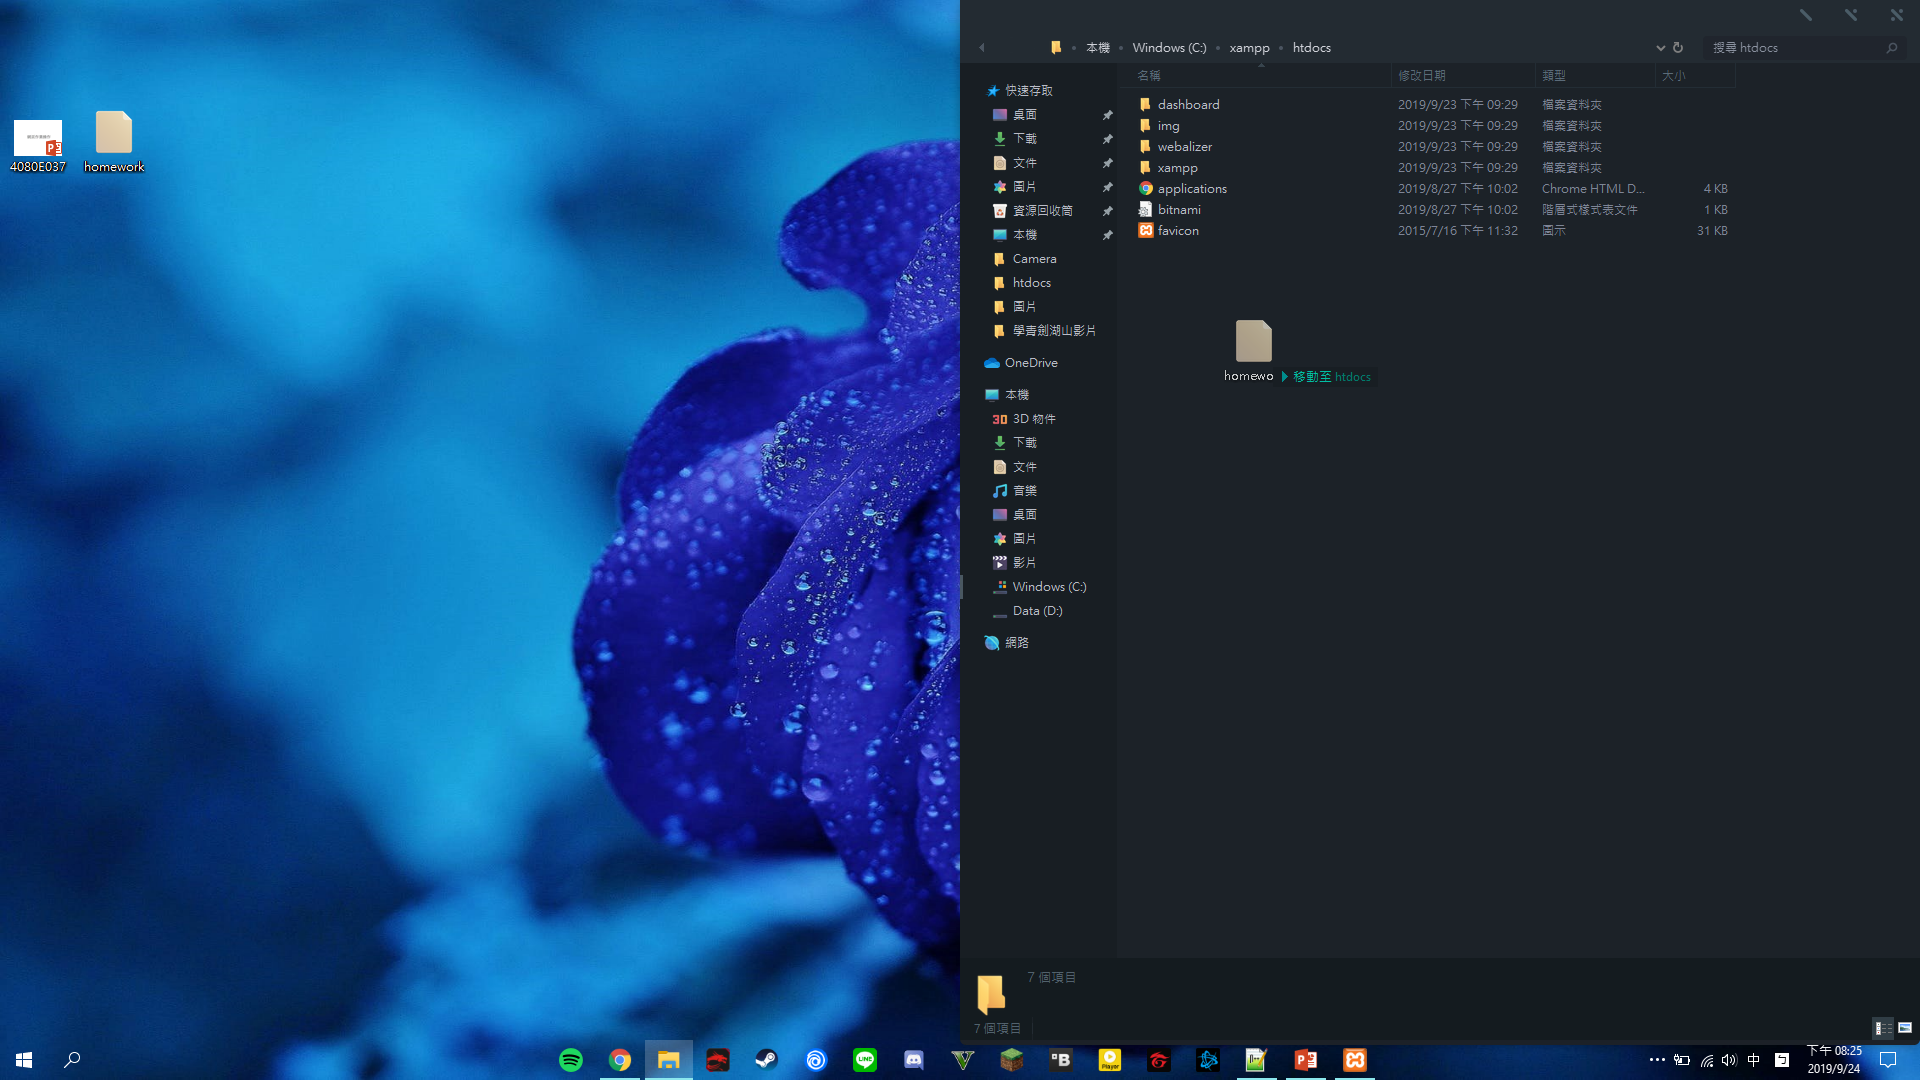 4080E037
homework
本機 Windows (C:) xampp htdocs
搜尋 htdocs
名稱 修改日期 類型 大小
快速存取
桌面
下載
文件
圖片
資源回收筒
本機
Camera
htdocs
圖片
學青劍湖山影片
OneDrive
本機
3D 物件
下載
文件
音樂
桌面
圖片
影片
Windows (C:)
Data (D:)
網路
dashboard 2019/9/23 下午 09:29 檔案資料夾
img 2019/9/23 下午 09:29 檔案資料夾
webalizer 2019/9/23 下午 09:29 檔案資料夾
xampp 2019/9/23 下午 09:29 檔案資料夾
applications 2019/8/27 下午 10:02 Chrome HTML D... 4 KB
bitnami 2019/8/27 下午 10:02 階層式樣式表文件 1 KB
favicon 2015/7/16 下午 11:32 圖示 31 KB
homewo 移動至 htdocs
7 個項目
7 個項目
中
下午 08:25
2019/9/24